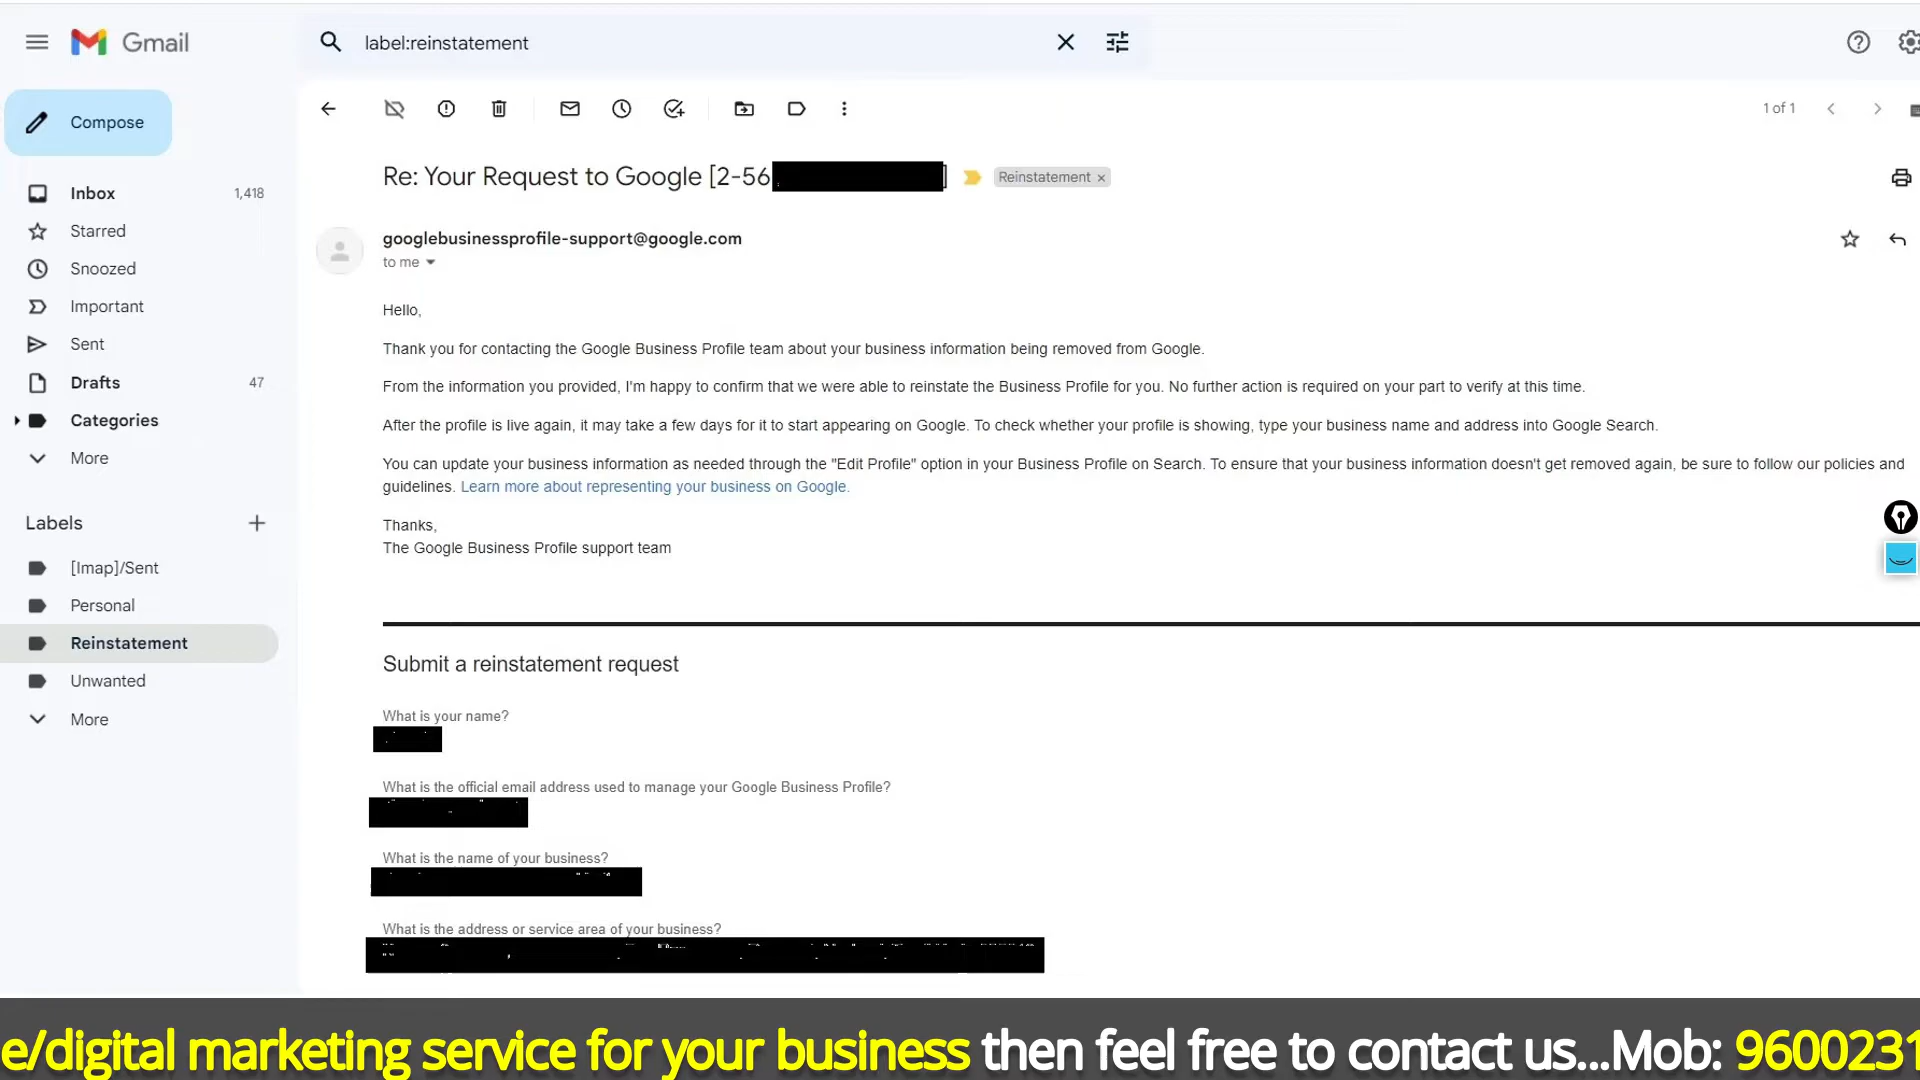 Gmail
label:reinstatement
Compose
1 of 1
Re: Your Request to Google [2-56 ]
Reinstatement ×
Inbox 1,418
Starred
Snoozed
Important
Sent
Drafts 47
Categories
More
Labels
[Imap]/Sent
Personal
Reinstatement
Unwanted
More
googlebusinessprofile-support@google.com
to me
Hello,
Thank you for contacting the Google Business Profile team about your business information being removed from Google.
From the information you provided, I'm happy to confirm that we were able to reinstate the Business Profile for you. No further action is required on your part to verify at this time.
After the profile is live again, it may take a few days for it to start appearing on Google. To check whether your profile is showing, type your business name and address into Google Search.
You can update your business information as needed through the "Edit Profile" option in your Business Profile on Search. To ensure that your business information doesn't get removed again, be sure to follow our policies and
guidelines. Learn more about representing your business on Google.
Thanks,
The Google Business Profile support team
Submit a reinstatement request
What is your name?
What is the official email address used to manage your Google Business Profile?
What is the name of your business?
What is the address or service area of your business?
e/digital marketing service for your business then feel free to contact us...Mob: 9600231